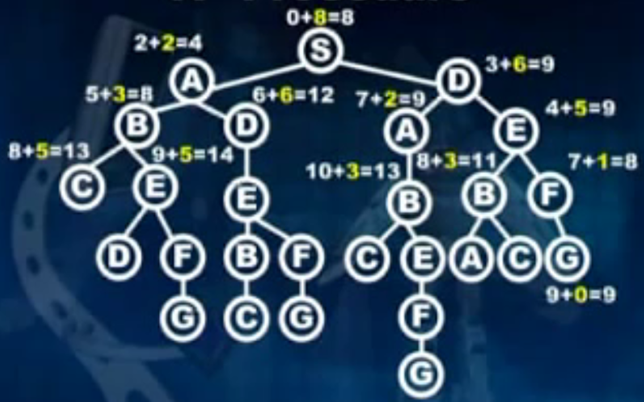 0+8=8
S
2+2=4
A
3+6=9
D
5+3=8
B
6+6=12
D
7+2=9
A
4+5=9
E
8+5=13
C
9+5=14
E
E
10+3=13
B
8+3=11
B
7+1=8
F
D
F
B
F
C
E
A
C
G
9+0=9
G
C
G
F
G